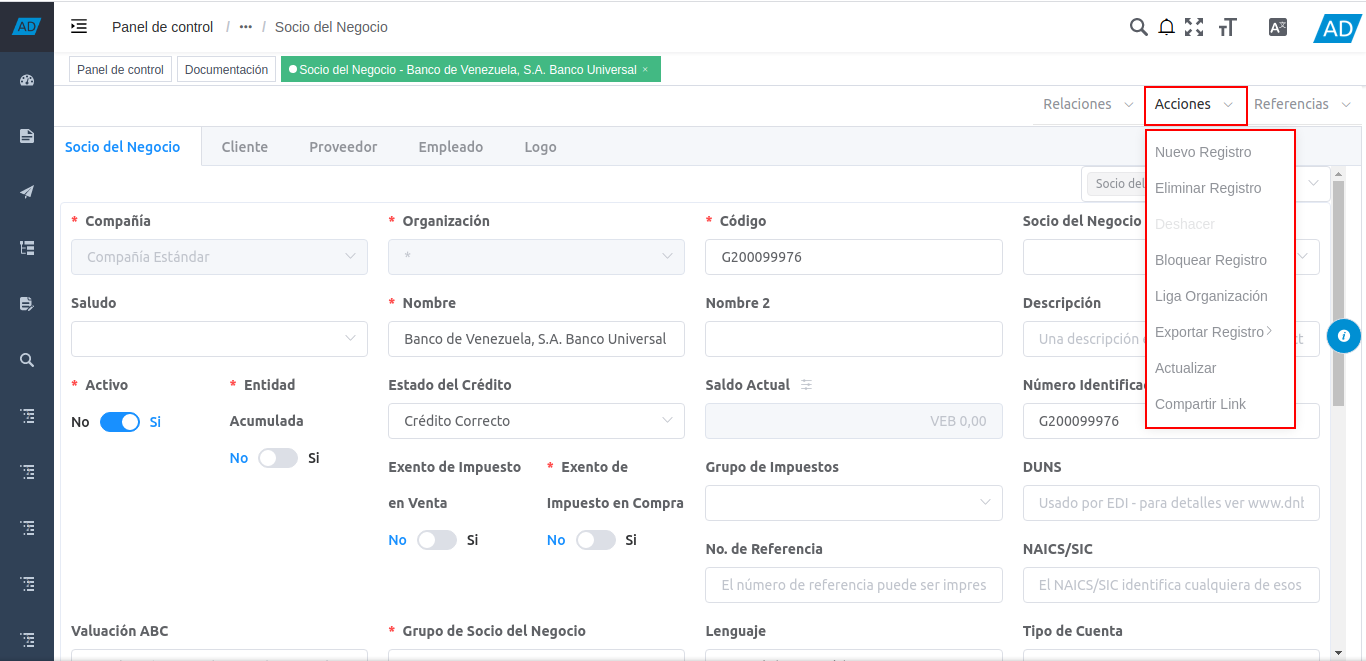 AD
Panel de control / ••• / Socio del Negocio
AD
Panel de control
Documentación
Socio del Negocio - Banco de Venezuela, S.A. Banco Universal ×
Relaciones
Acciones
Referencias
Socio del Negocio
Cliente
Proveedor
Empleado
Logo
Nuevo Registro
Eliminar Registro
Deshacer
Bloquear Registro
Liga Organización
Exportar Registro
Actualizar
Compartir Link
Socio del
* Compañía
* Organización
* Código
Socio del Negocio
Compañía Estándar
*
G200099976
Saludo
* Nombre
Nombre 2
Descripción
Banco de Venezuela, S.A. Banco Universal
Una descripción
* Activo
* Entidad
Acumulada
Estado del Crédito
Saldo Actual
Número
No Si
No Si
Crédito Correcto
VEB 0,00
G200099976
Exento de Impuesto
en Venta
* Exento de
Impuesto en Compra
Grupo de Impuestos
DUNS
Usado por EDI - para detalles ver www.dnb
No Si
No Si
No. de Referencia
NAICS/SIC
El número de referencia puede ser impres
El NAICS/SIC identifica cualquiera de esos
Valuación ABC
* Grupo de Socio del Negocio
Lenguaje
Tipo de Cuenta